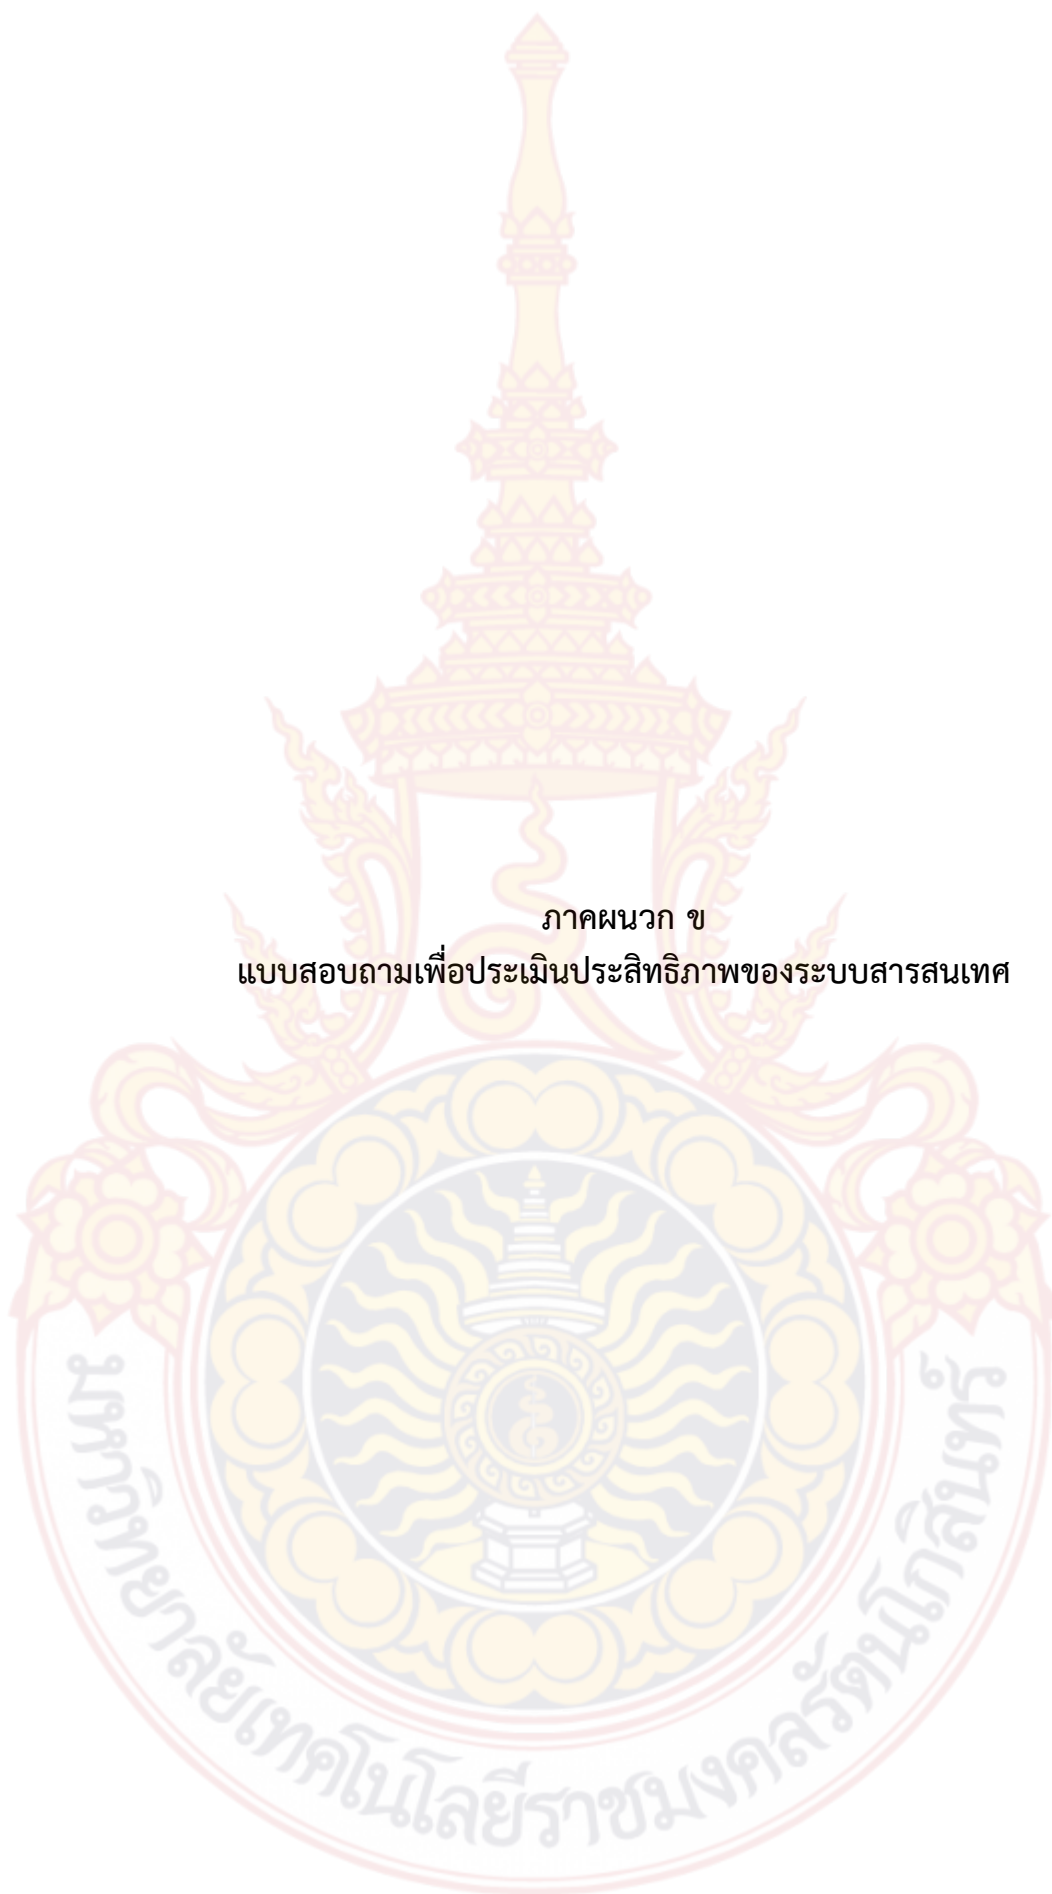 ภาคผนวก ข
แบบสอบถามเพื่อประเมินประสิทธิภาพของระบบสารสนเทศ
มหาวิทยาลัยเทคโนโลยีราชมงคลรัตนโกสินทร์